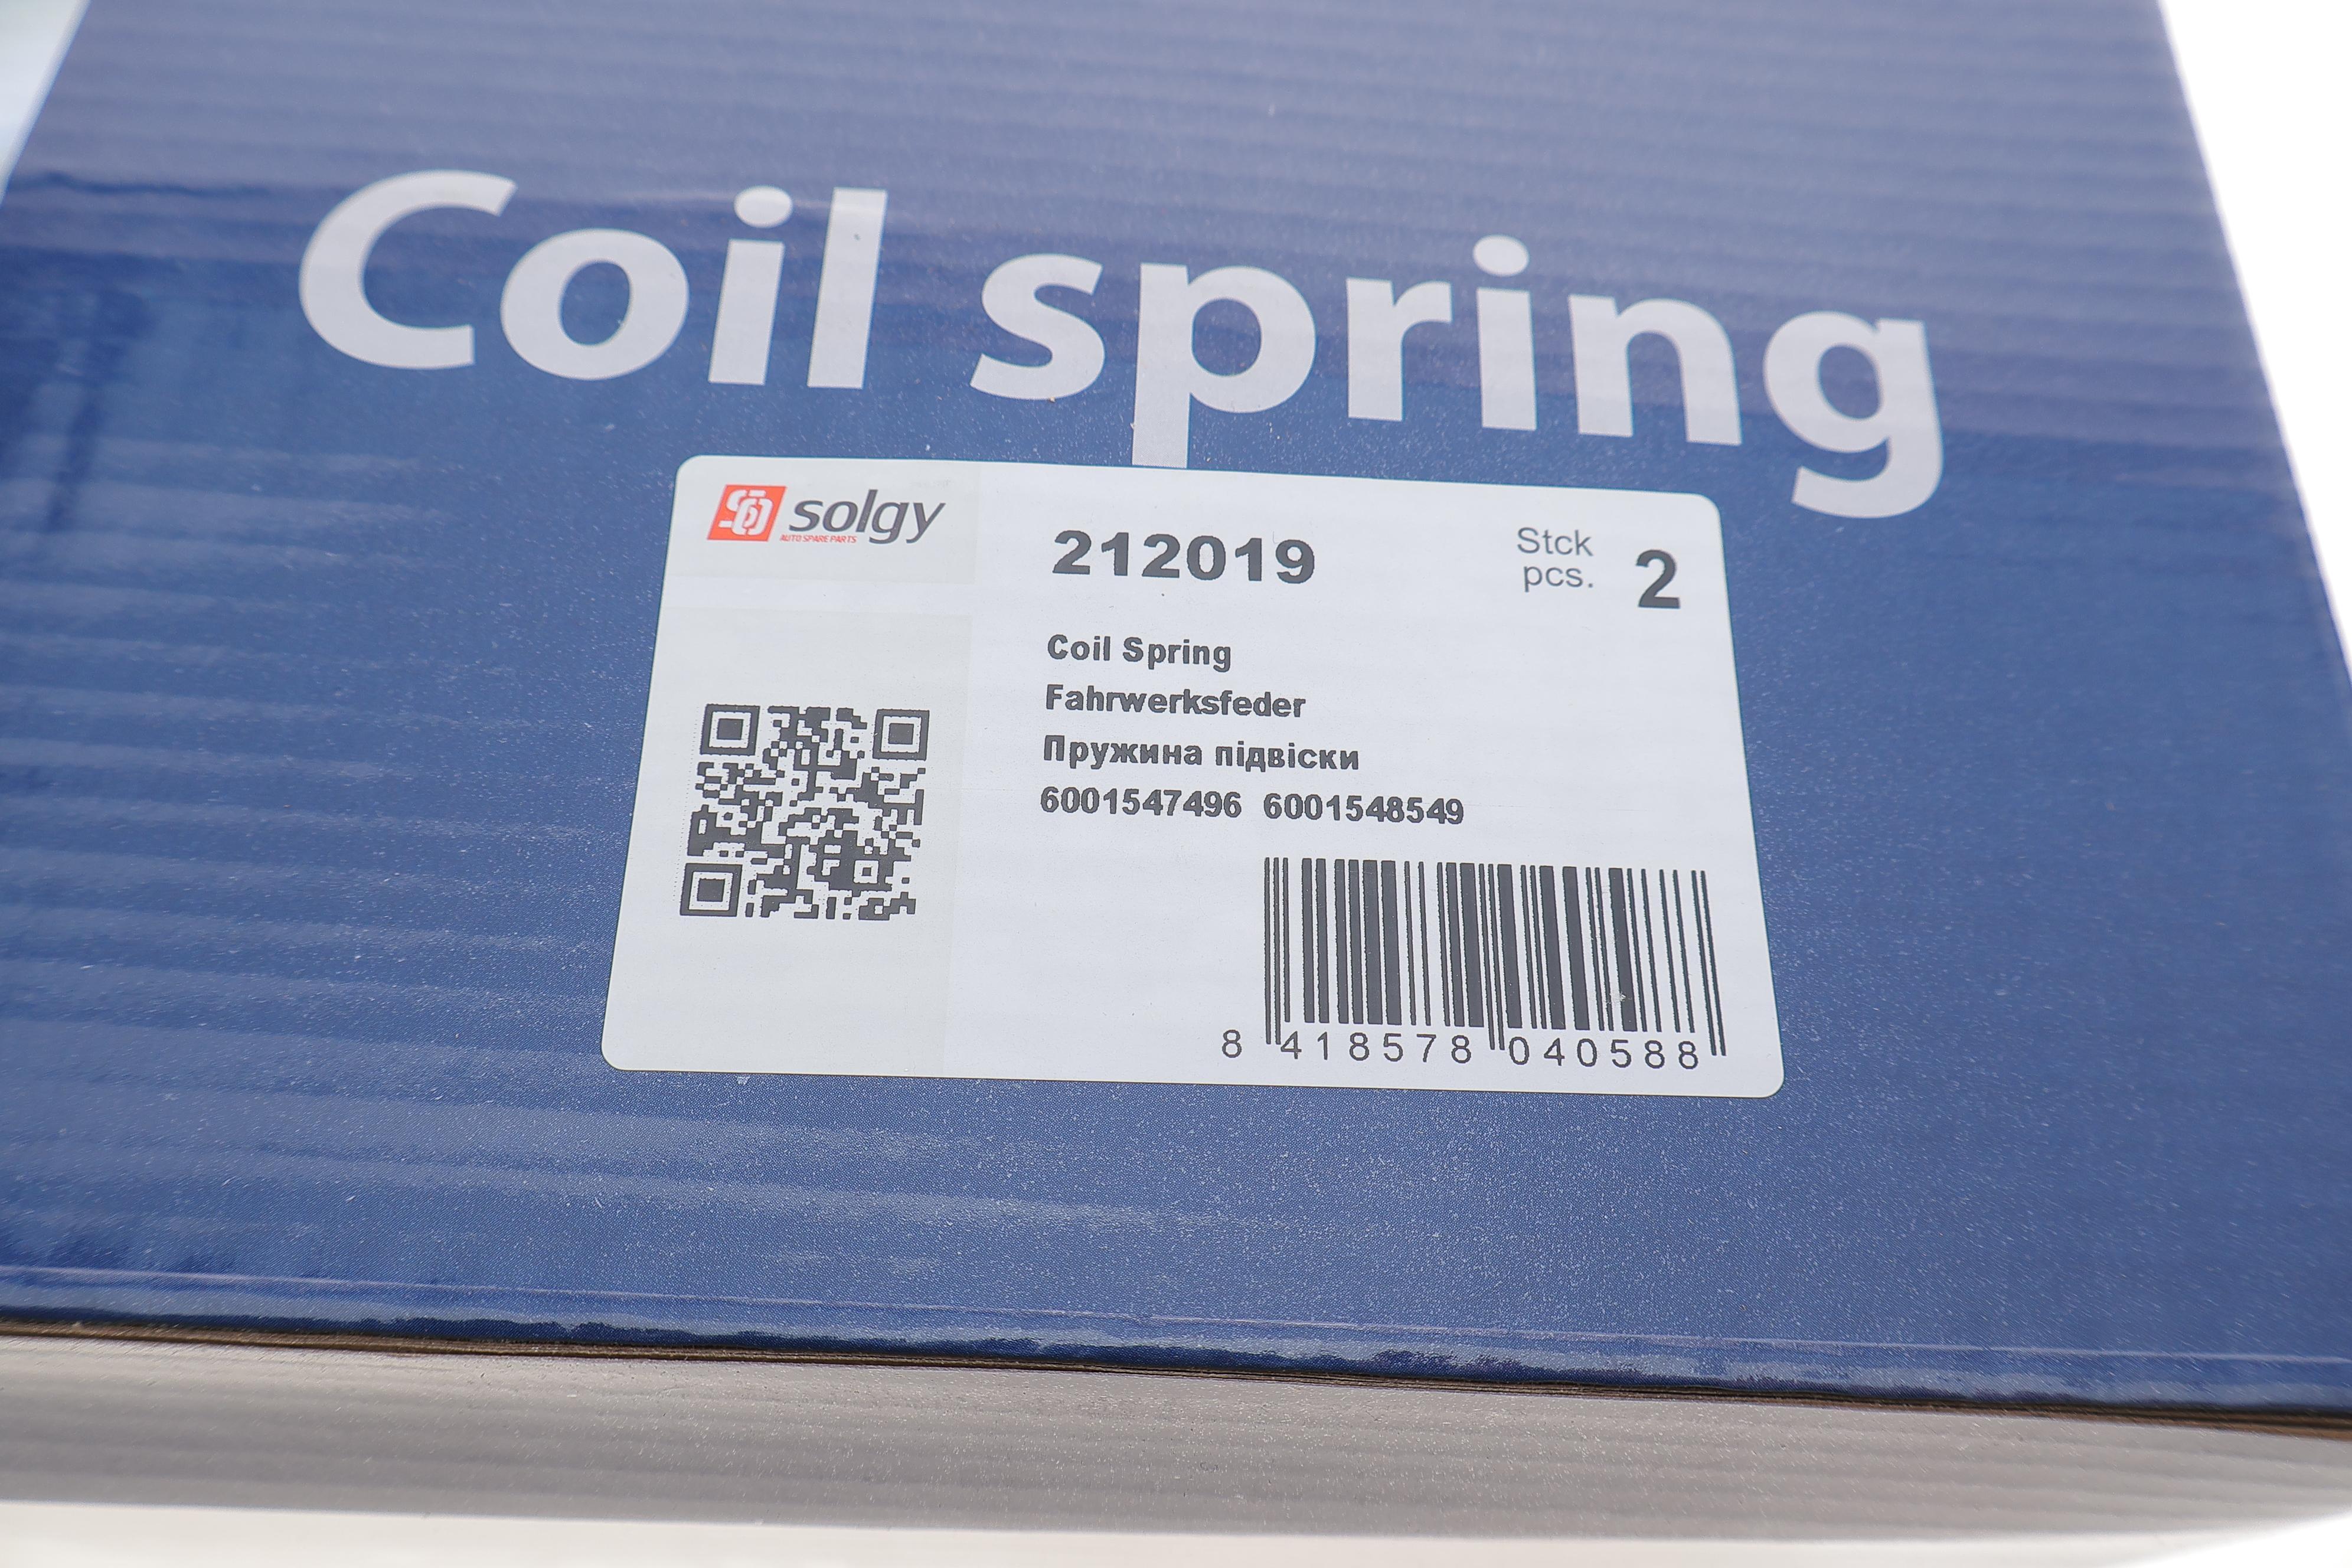 Coil spring
solgy
AUTO SPARE PARTS
212019
Stck
pcs. 2
Coil Spring
Fahrwerksfeder
Пружина підвіски
6001547496 6001548549
8 418578 040588